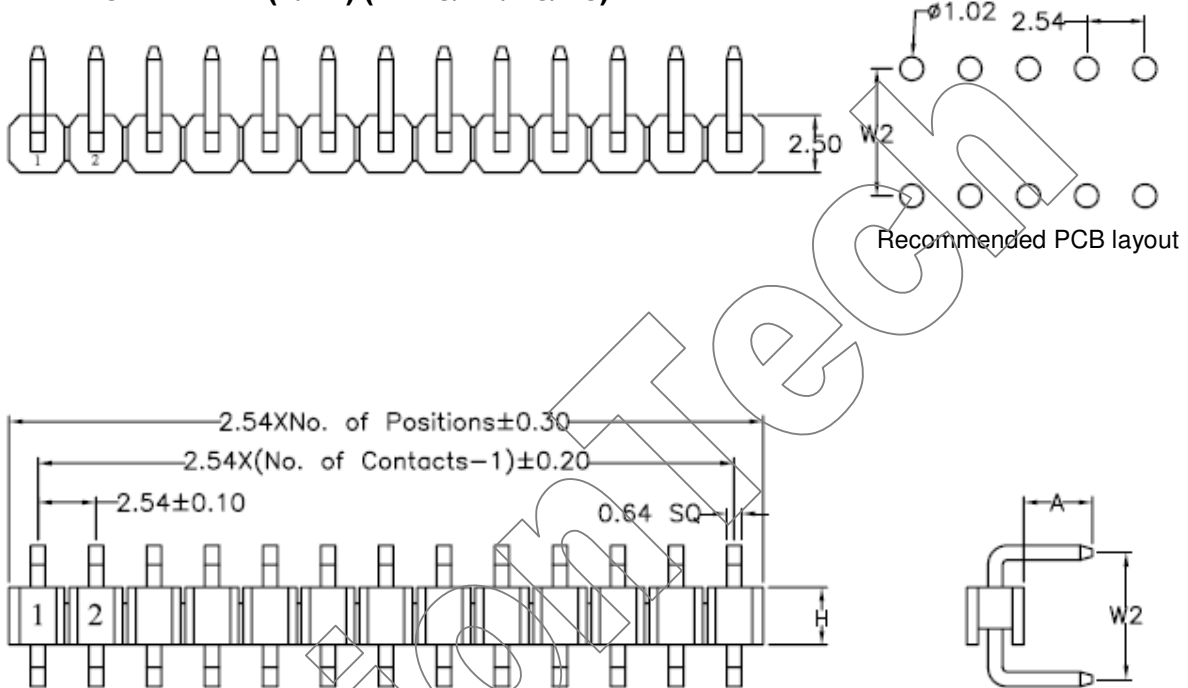 ø1.02
2.54
1 2
2.50
W2
Recommended PCB layout
2.54XNo. of Positions±0.30
2.54X(No. of Contacts-1)±0.20
2.54±0.10
0.64 SQ
A
1 2
H
W2
Tech